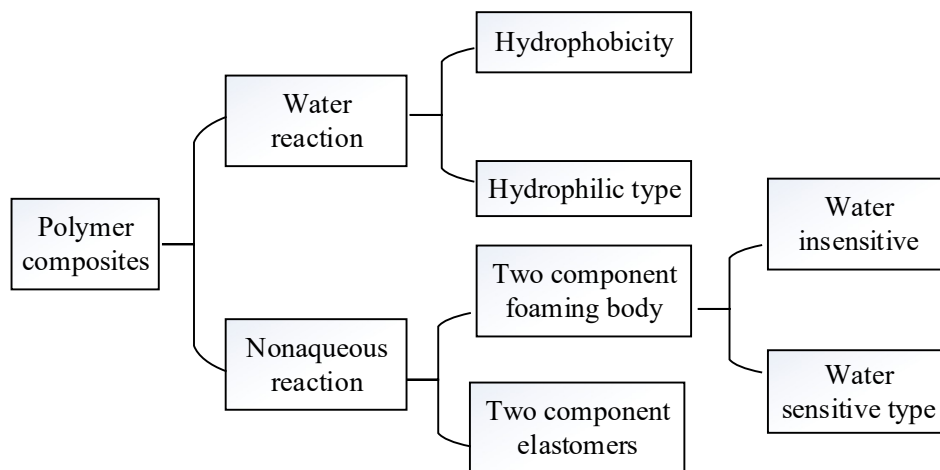 Polymer
composites
Water
reaction
Hydrophobicity
Hydrophilic type
Nonaqueous
reaction
Two component
foaming body
Water
insensitive
Water
sensitive type
Two component
elastomers